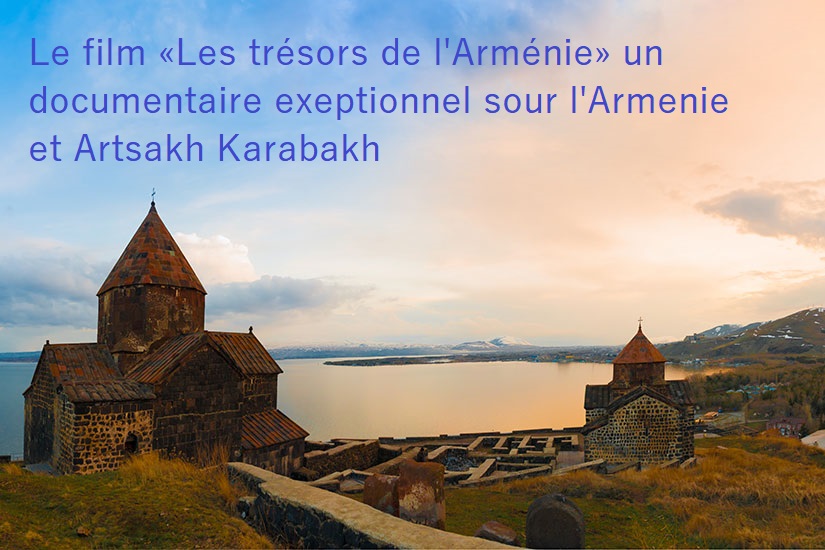 Le film «Les trésors de l'Arménie» un
documentaire exeptionnel sour l'Armenie
et Artsakh Karabakh